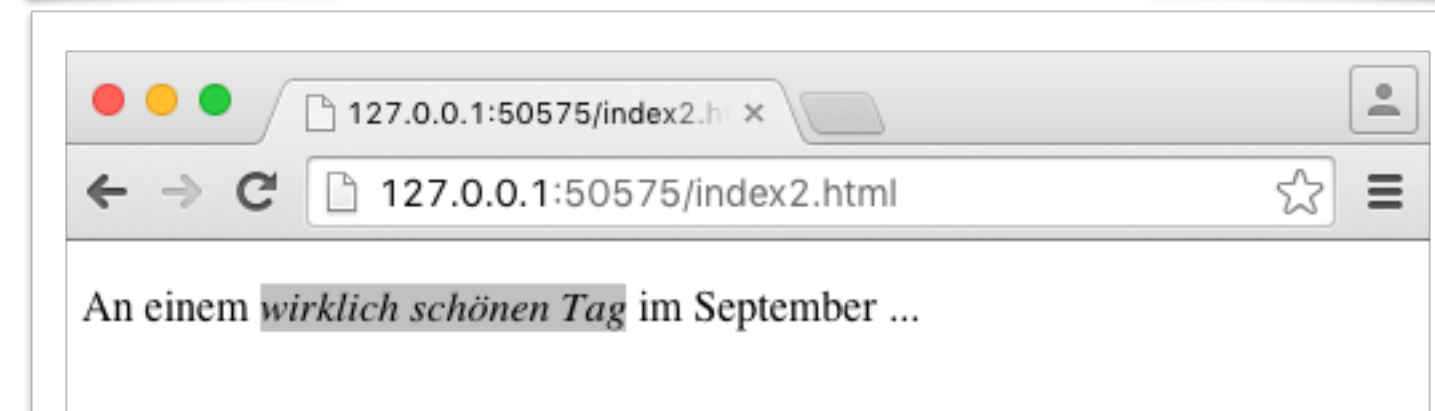 127.0.0.1:50575/index2.h
127.0.0.1:50575/index2.html
An einem wirklich schönen Tag im September ...